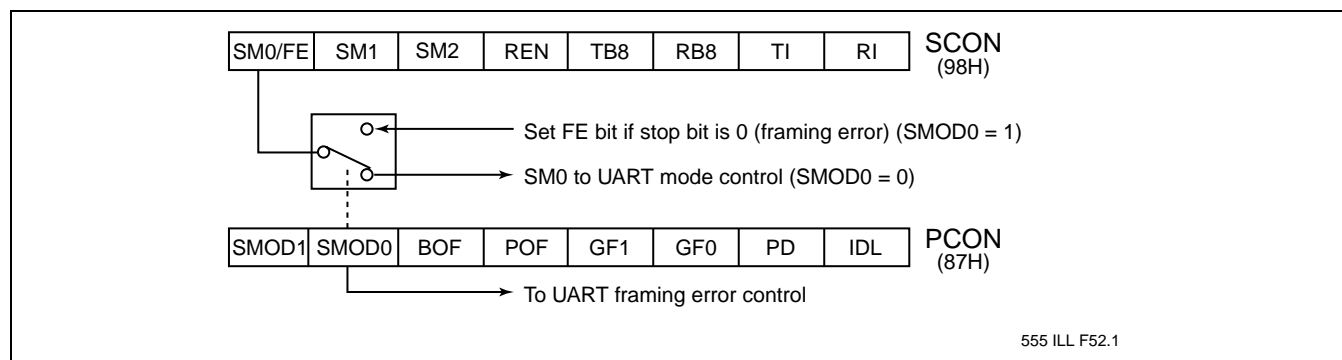 SM0/FE SM1 SM2 REN TB8 RB8 TI RI SCON
(98H)
Set FE bit if stop bit is 0 (framing error) (SMOD0 = 1)
SM0 to UART mode control (SMOD0 = 0)
SMOD1 SMOD0 BOF POF GF1 GF0 PD IDL PCON
(87H)
To UART framing error control
555 ILL F52.1